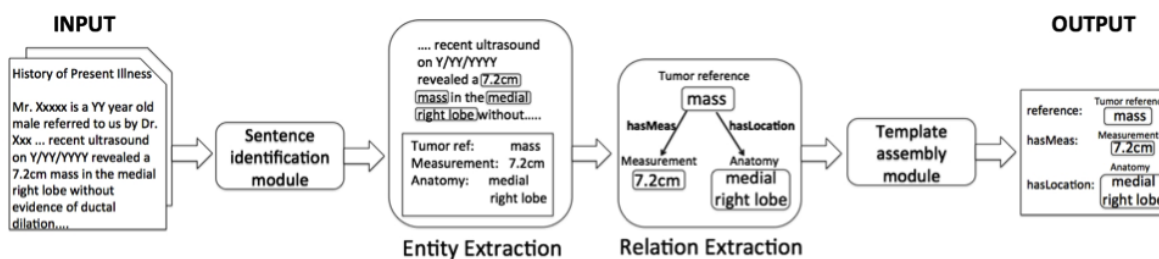 INPUT
History of Present Illness
Mr. Xxxxx is a YY year old
male referred to us by Dr.
Xxx ... recent ultrasound
on Y/YY/YYYY revealed a
7.2cm mass in the medial
right lobe without
evidence of ductal
dilation....
Sentence
identification
module
.... recent ultrasound
on Y/YY/YYYY
revealed a 7.2cm
mass in the medial
right lobe without.....
Tumor ref: mass
Measurement: 7.2cm
Anatomy: medial
right lobe
Entity Extraction
Tumor reference
mass
hasMeas hasLocation
Measurement Anatomy
7.2cm medial
right lobe
Relation Extraction
Template
assembly
module
OUTPUT
Tumor reference
reference: mass
Measurement
hasMeas: 7.2cm
Anatomy
hasLocation: medial
right lobe